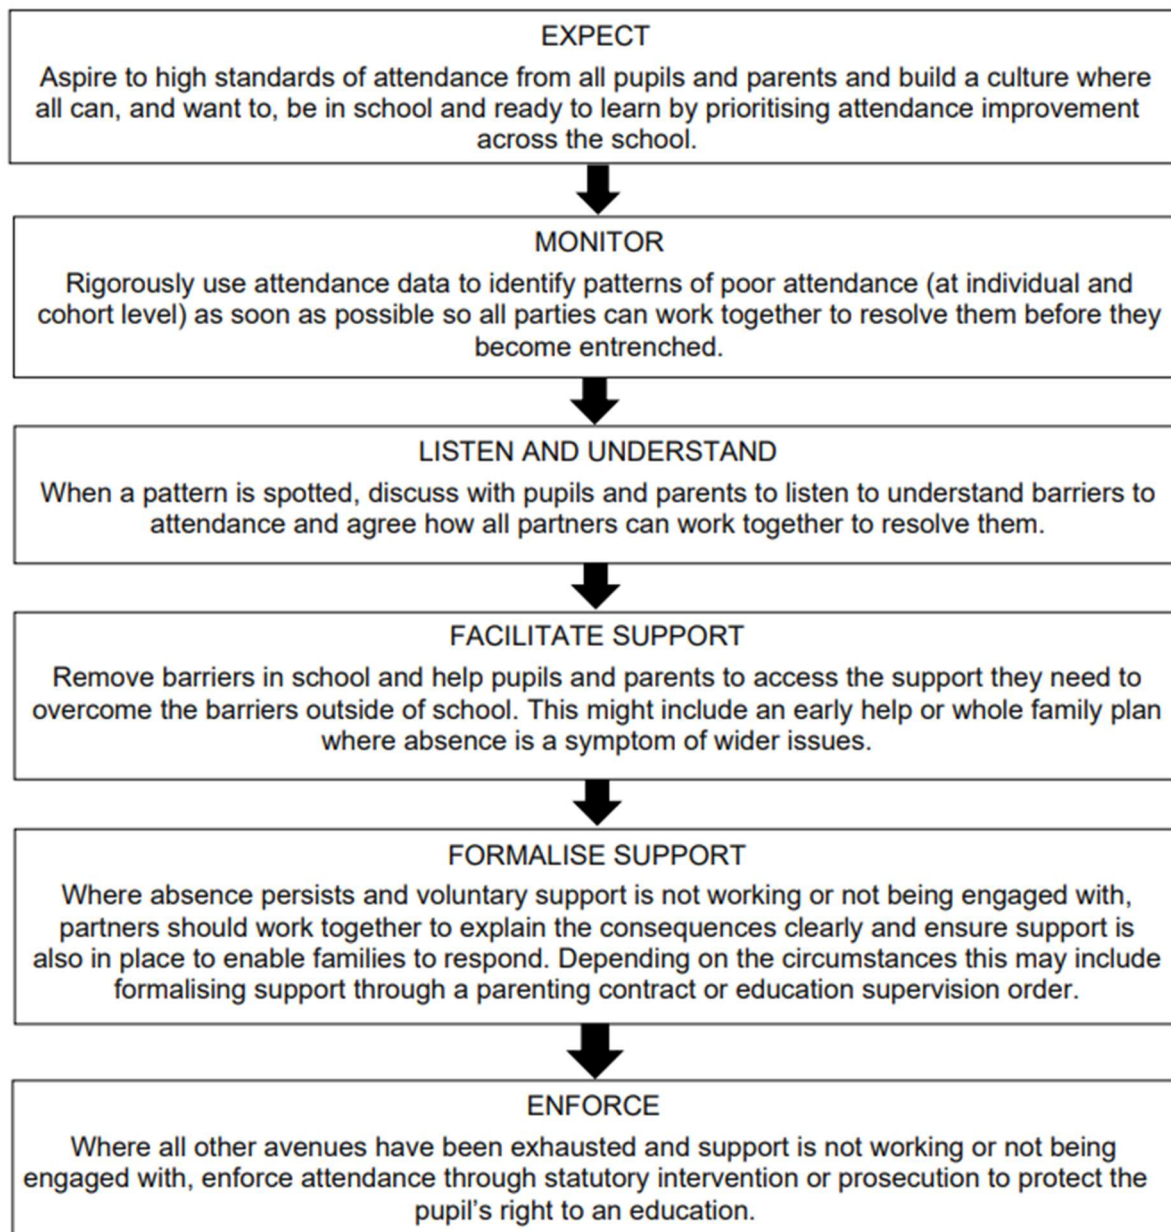 EXPECT
Aspire to high standards of attendance from all pupils and parents and build a culture where
all can, and want to, be in school and ready to learn by prioritising attendance improvement
across the school.
MONITOR
Rigorously use attendance data to identify patterns of poor attendance (at individual and
cohort level) as soon as possible so all parties can work together to resolve them before they
become entrenched.
LISTEN AND UNDERSTAND
When a pattern is spotted, discuss with pupils and parents to listen to understand barriers to
attendance and agree how all partners can work together to resolve them.
FACILITATE SUPPORT
Remove barriers in school and help pupils and parents to access the support they need to
overcome the barriers outside of school. This might include an early help or whole family plan
where absence is a symptom of wider issues.
FORMALISE SUPPORT
Where absence persists and voluntary support is not working or not being engaged with,
partners should work together to explain the consequences clearly and ensure support is
also in place to enable families to respond. Depending on the circumstances this may include
formalising support through a parenting contract or education supervision order.
ENFORCE
Where all other avenues have been exhausted and support is not working or not being
engaged with, enforce attendance through statutory intervention or prosecution to protect the
pupil's right to an education.